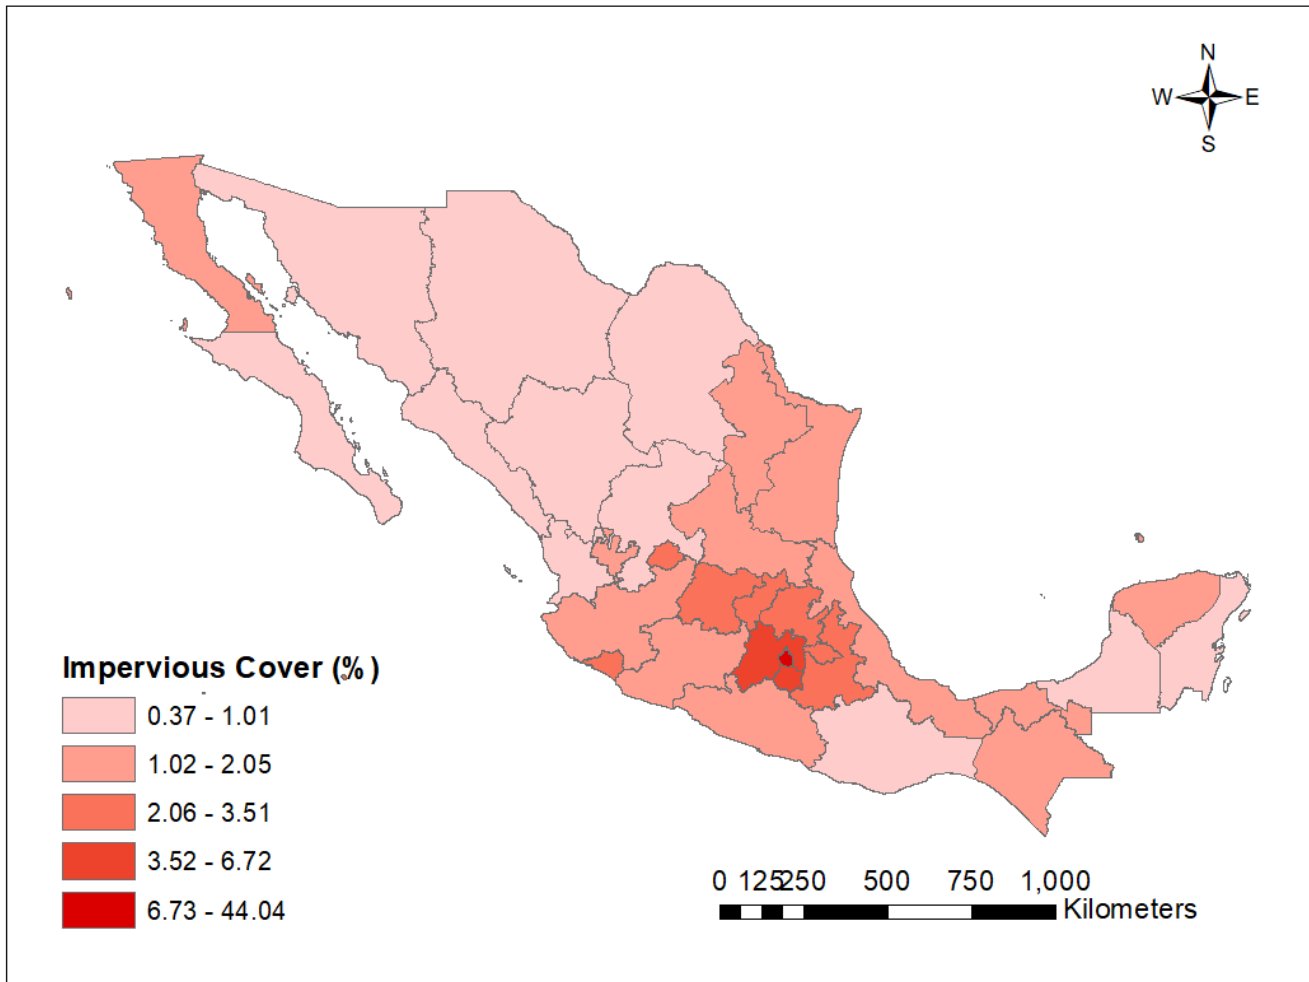 N
W E
S
Impervious Cover (%)
0.37 - 1.01
1.02 - 2.05
2.06 - 3.51
3.52 - 6.72
6.73 - 44.04
0 125250 500 750 1,000
Kilometers